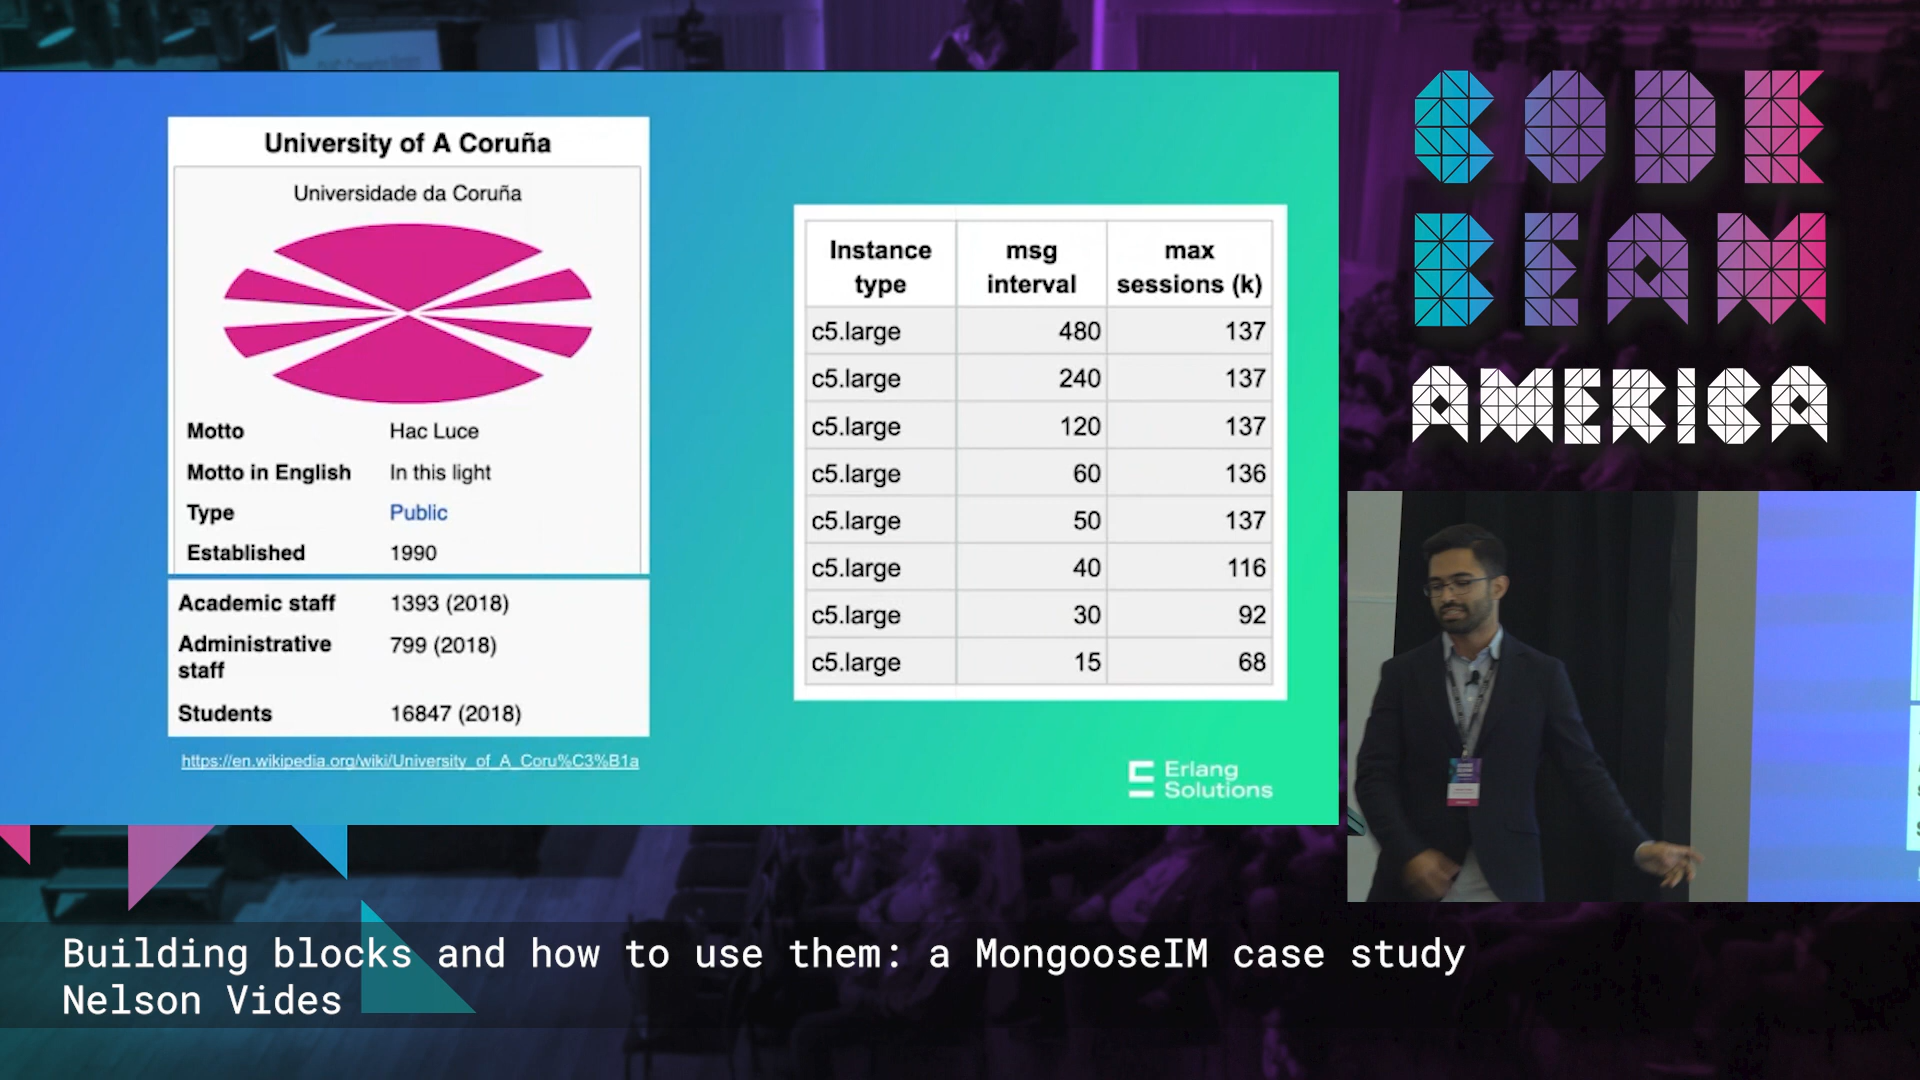 University of A Coruña
Universidade da Coruña
Motto Hac Luce
Motto in English In this light
Type Public
Established 1990
Academic staff 1393 (2018)
Administrative
staff 799 (2018)
Students 16847 (2018)
https://en.wikipedia.org/wiki/University_of_A_Coru%C3%B1a
Instance type msg interval max sessions (k)
c5.large 480 137
c5.large 240 137
c5.large 120 137
c5.large 60 136
c5.large 50 137
c5.large 40 116
c5.large 30 92
c5.large 15 68
Erlang
Solutions
CODE
BEAM
AMERICA
Building blocks and how to use them: a MongooseIM case study
Nelson Vides